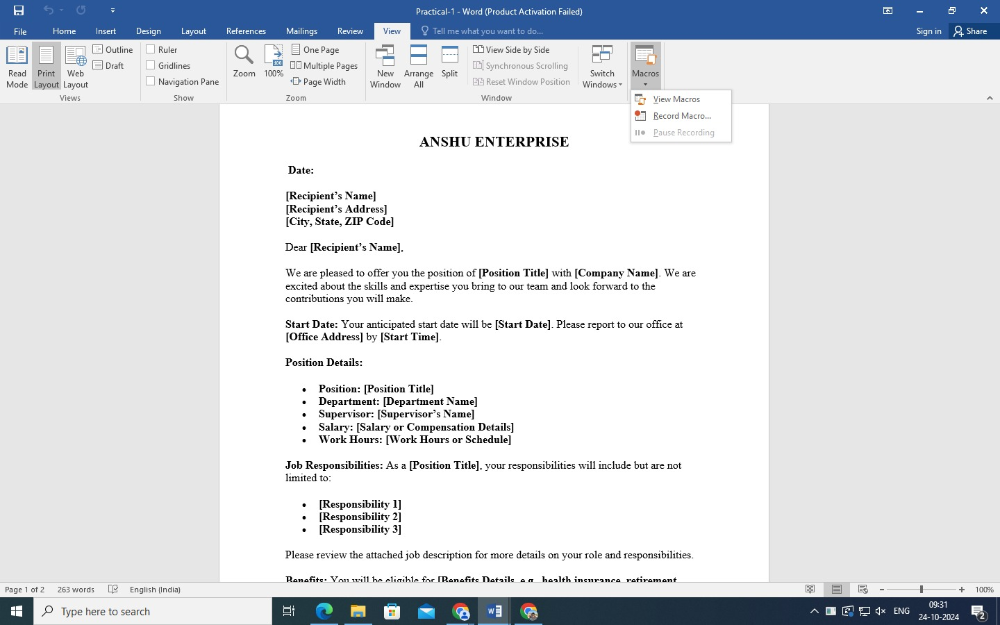 Practical-1 - Word (Product Activation Failed)
File Home Insert Design Layout References Mailings Review View Tell me what you want to do... Sign in Share
Read Mode
Print Layout
Web Layout
Outline
Draft
Views
Ruler
Gridlines
Navigation Pane
Show
Zoom
100%
One Page
Multiple Pages
Page Width
Zoom
New Window
Arrange All
Split
View Side by Side
Synchronous Scrolling
Reset Window Position
Window
Switch Windows
Macros
View Macros
Record Macro...
Pause Recording
ANSHU ENTERPRISE
Date:
[Recipient’s Name]
[Recipient’s Address]
[City, State, ZIP Code]
Dear [Recipient’s Name],
We are pleased to offer you the position of [Position Title] with [Company Name]. We are
excited about the skills and expertise you bring to our team and look forward to the
contributions you will make.
Start Date: Your anticipated start date will be [Start Date]. Please report to our office at
[Office Address] by [Start Time].
Position Details:
• Position: [Position Title]
• Department: [Department Name]
• Supervisor: [Supervisor’s Name]
• Salary: [Salary or Compensation Details]
• Work Hours: [Work Hours or Schedule]
Job Responsibilities: As a [Position Title], your responsibilities will include but are not
limited to:
• [Responsibility 1]
• [Responsibility 2]
• [Responsibility 3]
Please review the attached job description for more details on your role and responsibilities.
Benefits: You will be eligible for [Benefits Details, e.g., health insurance, retirement
Page 1 of 2 263 words English (India) 100%
Type here to search
ENG
09:31
24-10-2024
2